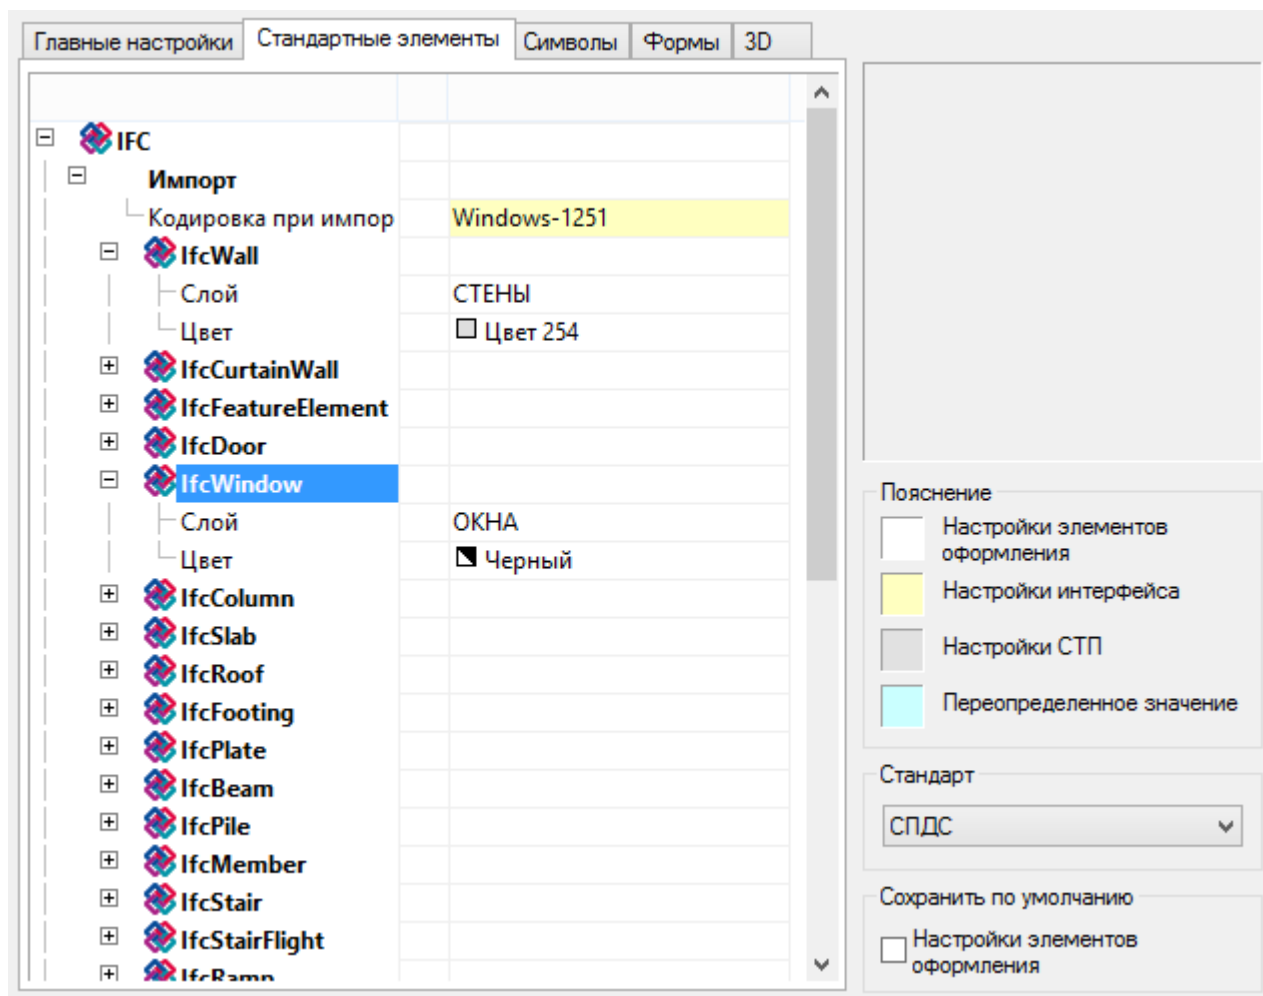 Главные настройки
Стандартные элементы
Символы
Формы
3D
IFC
Импорт
Кодировка при импор Windows-1251
IfcWall
Слой СТЕНЫ
Цвет Цвет 254
IfcCurtainWall
IfcFeatureElement
IfcDoor
IfcWindow
Слой ОКНА
Цвет Черный
IfcColumn
IfcSlab
IfcRoof
IfcFooting
IfcPlate
IfcBeam
IfcPile
IfcMember
IfcStair
IfcStairFlight
IfcRamp
Пояснение
Настройки элементов
оформления
Настройки интерфейса
Настройки СТП
Переопределенное значение
Стандарт
СПДС
Сохранить по умолчанию
Настройки элементов
оформления